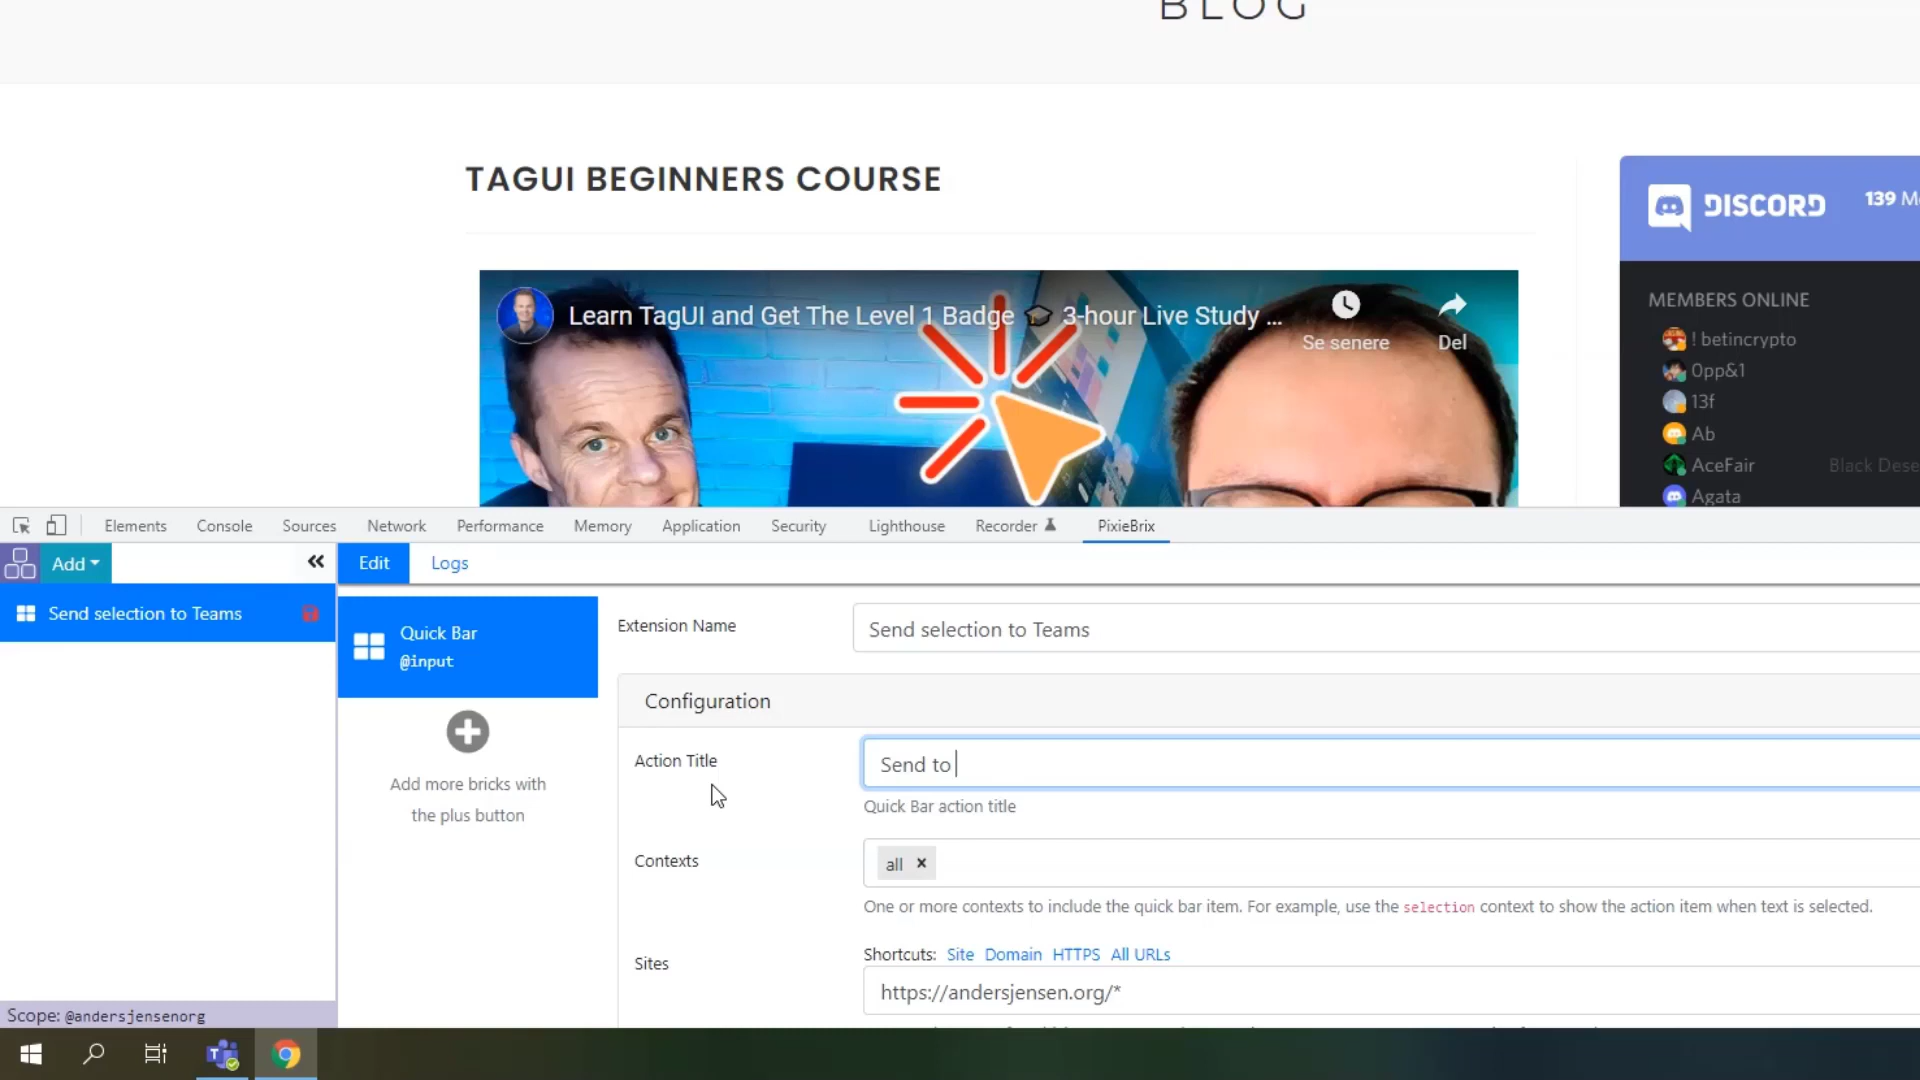 BLOG
TAGUI BEGINNERS COURSE
Learn TagUI and Get The Level 1 Badge 🎓 3-hour Live Study ...
Se senere
Del
DISCORD
139
MEMBERS ONLINE
! betincrypto
0pp&1
13f
Ab
AceFair
Black Dese
Agata
Elements
Console
Sources
Network
Performance
Memory
Application
Security
Lighthouse
Recorder
PixieBrix
Add
Edit
Logs
Send selection to Teams
Quick Bar
@input
Add more bricks with
the plus button
Extension Name
Send selection to Teams
Configuration
Action Title
Send to
Quick Bar action title
Contexts
all ×
One or more contexts to include the quick bar item. For example, use the selection context to show the action item when text is selected.
Sites
Shortcuts: Site Domain HTTPS All URLs
https://andersjensen.org/*
Scope: @andersjensenorg